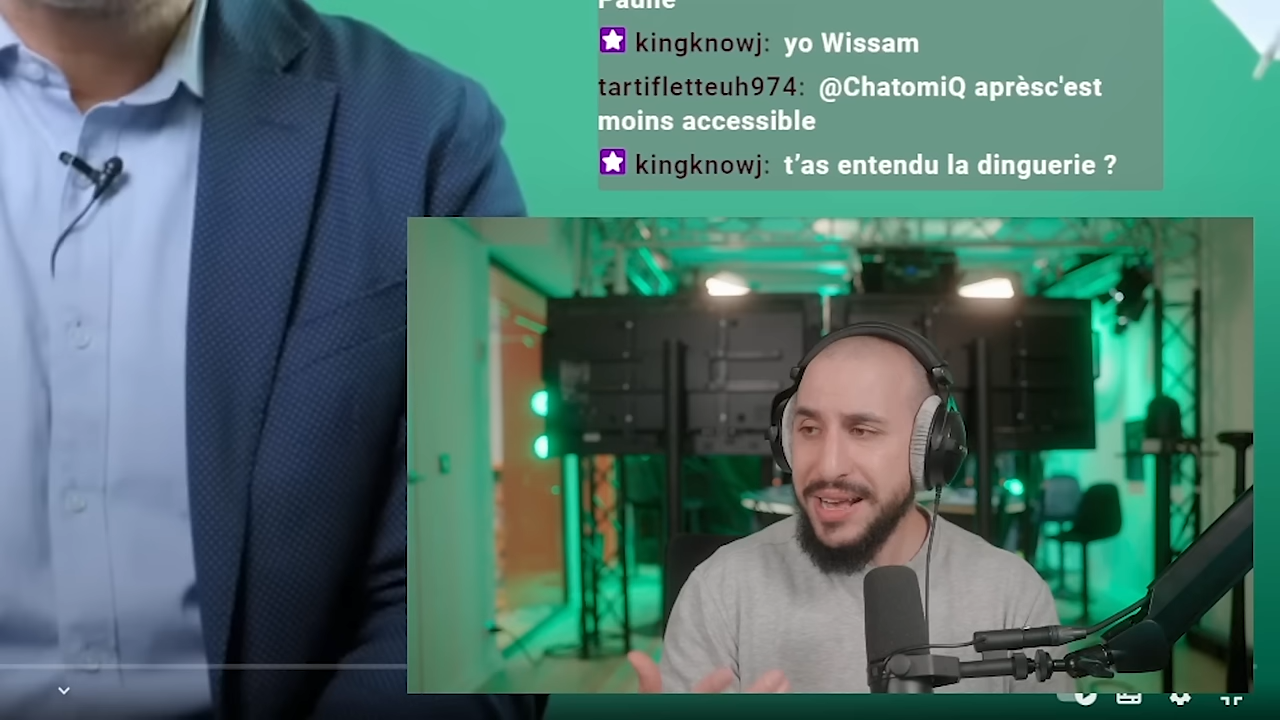 kingknowj: yo Wissam
tartifletteuh974: @ChatomiQ aprèsc'est
moins accessible
kingknowj: t'as entendu la dinguerie ?